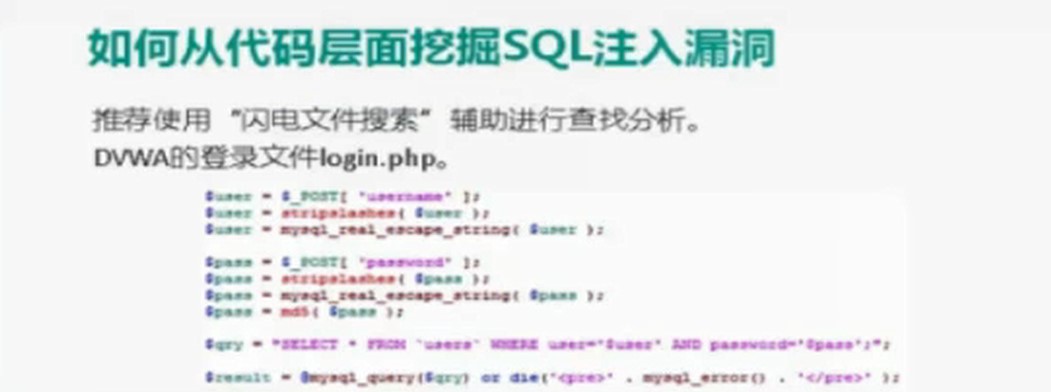 如何从代码层面挖掘SQL注入漏洞
推荐使用“闪电文件搜索”辅助进行查找分析。
DVWA的登录文件login.php。
$user = $_POST[ 'username' ];
$user = stripslashes( $user );
$user = mysql_real_escape_string( $user );
$pass = $_POST[ 'password' ];
$pass = stripslashes( $pass );
$pass = mysql_real_escape_string( $pass );
$pass = md5( $pass );
$qry = "SELECT * FROM `users` WHERE user='$user' AND password='$pass';";
$result = @mysql_query($qry) or die('<pre>' . mysql_error() . '</pre>' );